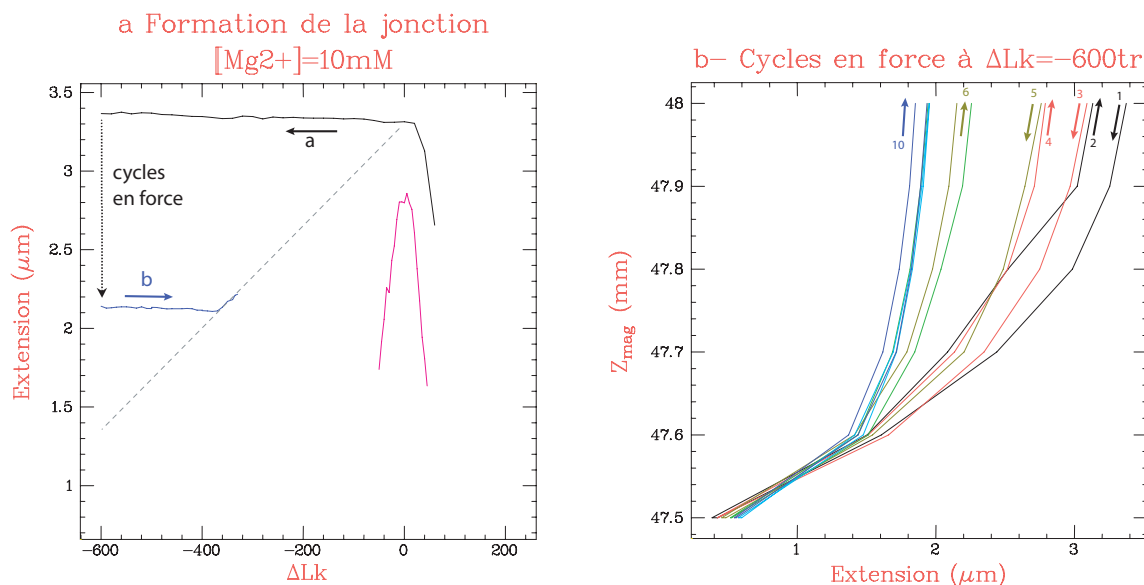 a Formation de la jonction
[Mg2+]=10mM
3.5
3
2.5
2
1.5
1
Extension (μm)
a
cycles
en force
b
−600
−400
−200
0
200
ΔLk
b− Cycles en force à ΔLk=−600tr
48
47.9
47.8
47.7
47.6
47.5
Z_mag (mm)
10
6
5
4
3
2
1
1
2
3
Extension (μm)